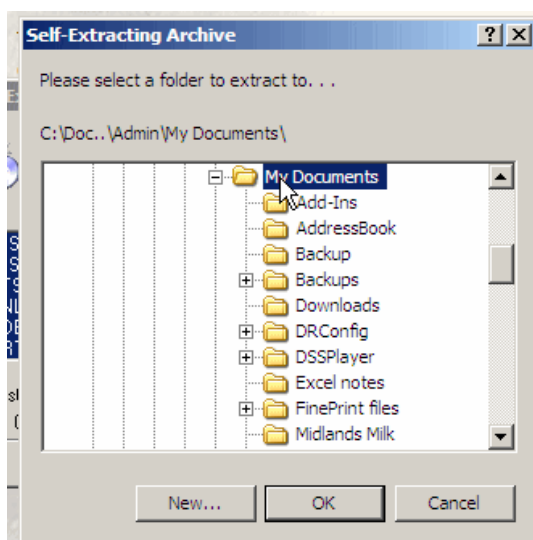 Self-Extracting Archive
Please select a folder to extract to. . .
C:\Doc..\Admin\My Documents\
My Documents
Add-Ins
AddressBook
Backup
Backups
Downloads
DRConfig
DSSPlayer
Excel notes
FinePrint files
Midlands Milk
New...
OK
Cancel